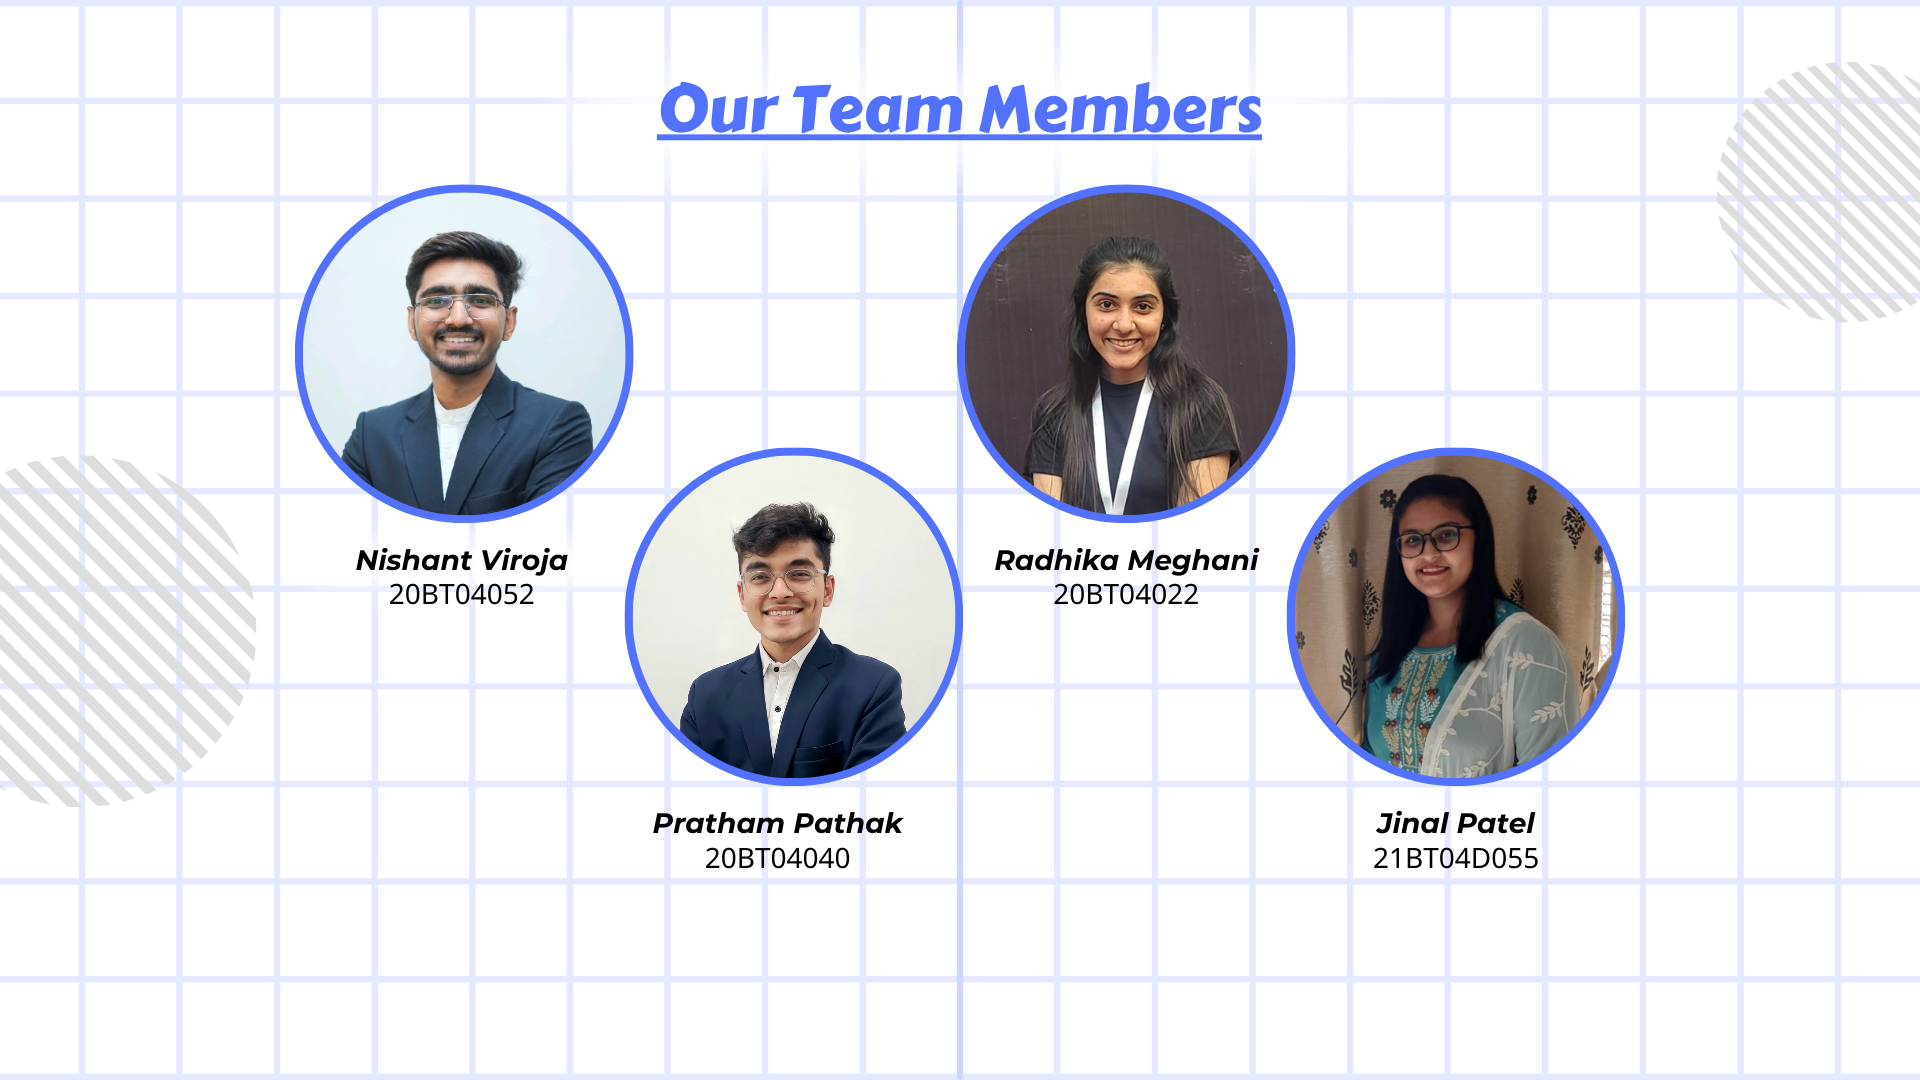 Our Team Members
Nishant Viroja
20BT04052
Radhika Meghani
20BT04022
Pratham Pathak
20BT04040
Jinal Patel
21BT04D055